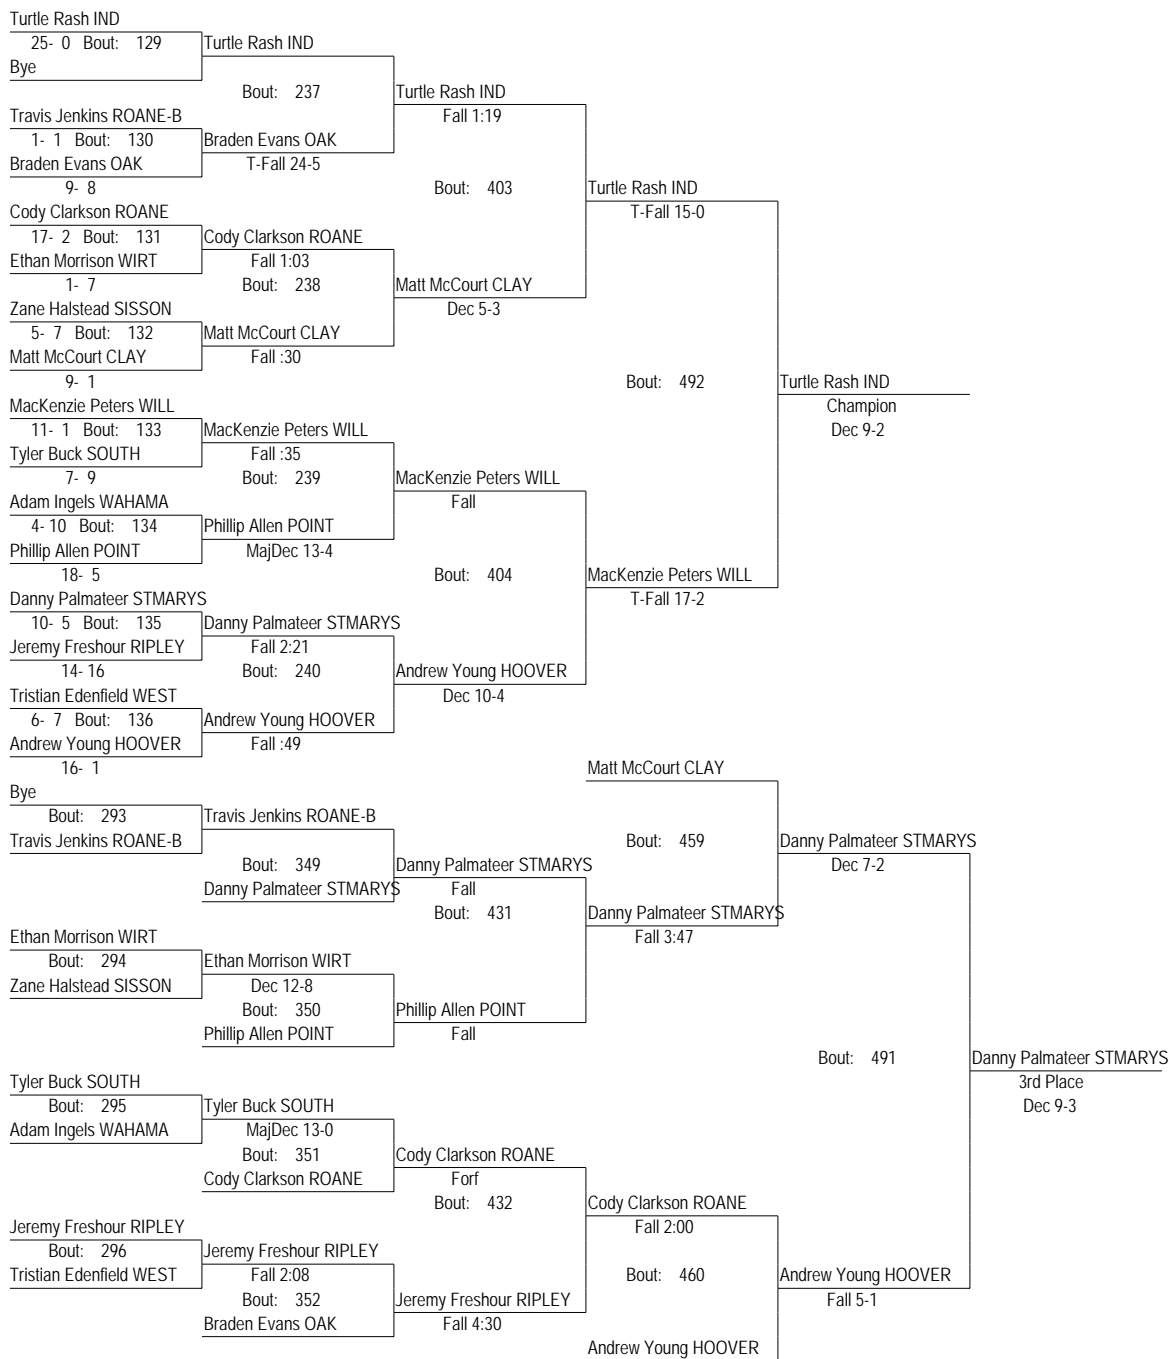 Turtle Rash IND
25- 0 Bout: 129 Turtle Rash IND
Bye
Bout: 237 Turtle Rash IND
Travis Jenkins ROANE-B Fall 1:19
1- 1 Bout: 130 Braden Evans OAK
Braden Evans OAK T-Fall 24-5
9- 8 Bout: 403 Turtle Rash IND
Cody Clarkson ROANE T-Fall 15-0
17- 2 Bout: 131 Cody Clarkson ROANE
Ethan Morrison WIRT Fall 1:03
1- 7 Bout: 238 Matt McCourt CLAY
Zane Halstead SISSON Dec 5-3
5- 7 Bout: 132 Matt McCourt CLAY
Matt McCourt CLAY Fall :30
9- 1 Bout: 492 Turtle Rash IND
MacKenzie Peters WILL Champion
11- 1 Bout: 133 MacKenzie Peters WILL Dec 9-2
Tyler Buck SOUTH Fall :35
7- 9 Bout: 239 MacKenzie Peters WILL
Adam Ingels WAHAMA Fall
4- 10 Bout: 134 Phillip Allen POINT
Phillip Allen POINT MajDec 13-4
18- 5 Bout: 404 MacKenzie Peters WILL
Danny Palmateer STMARYS T-Fall 17-2
10- 5 Bout: 135 Danny Palmateer STMARYS
Jeremy Freshour RIPLEY Fall 2:21
14- 16 Bout: 240 Andrew Young HOOVER
Tristian Edenfield WEST Dec 10-4
6- 7 Bout: 136 Andrew Young HOOVER
Andrew Young HOOVER Fall :49
16- 1 Matt McCourt CLAY
Bye
Bout: 293 Travis Jenkins ROANE-B
Travis Jenkins ROANE-B Bout: 459 Danny Palmateer STMARYS
Bout: 349 Danny Palmateer STMARYS Dec 7-2
Danny Palmateer STMARYS Fall
Bout: 431 Danny Palmateer STMARYS
Ethan Morrison WIRT Fall 3:47
Bout: 294 Ethan Morrison WIRT
Zane Halstead SISSON Dec 12-8
Bout: 350 Phillip Allen POINT
Phillip Allen POINT Fall
Bout: 491 Danny Palmateer STMARYS
Tyler Buck SOUTH 3rd Place
Bout: 295 Tyler Buck SOUTH Dec 9-3
Adam Ingels WAHAMA MajDec 13-0
Bout: 351 Cody Clarkson ROANE
Cody Clarkson ROANE Forf
Bout: 432 Cody Clarkson ROANE
Jeremy Freshour RIPLEY Fall 2:00
Bout: 296 Jeremy Freshour RIPLEY
Tristian Edenfield WEST Fall 2:08 Bout: 460 Andrew Young HOOVER
Bout: 352 Jeremy Freshour RIPLEY Fall 5-1
Braden Evans OAK Fall 4:30
Andrew Young HOOVER